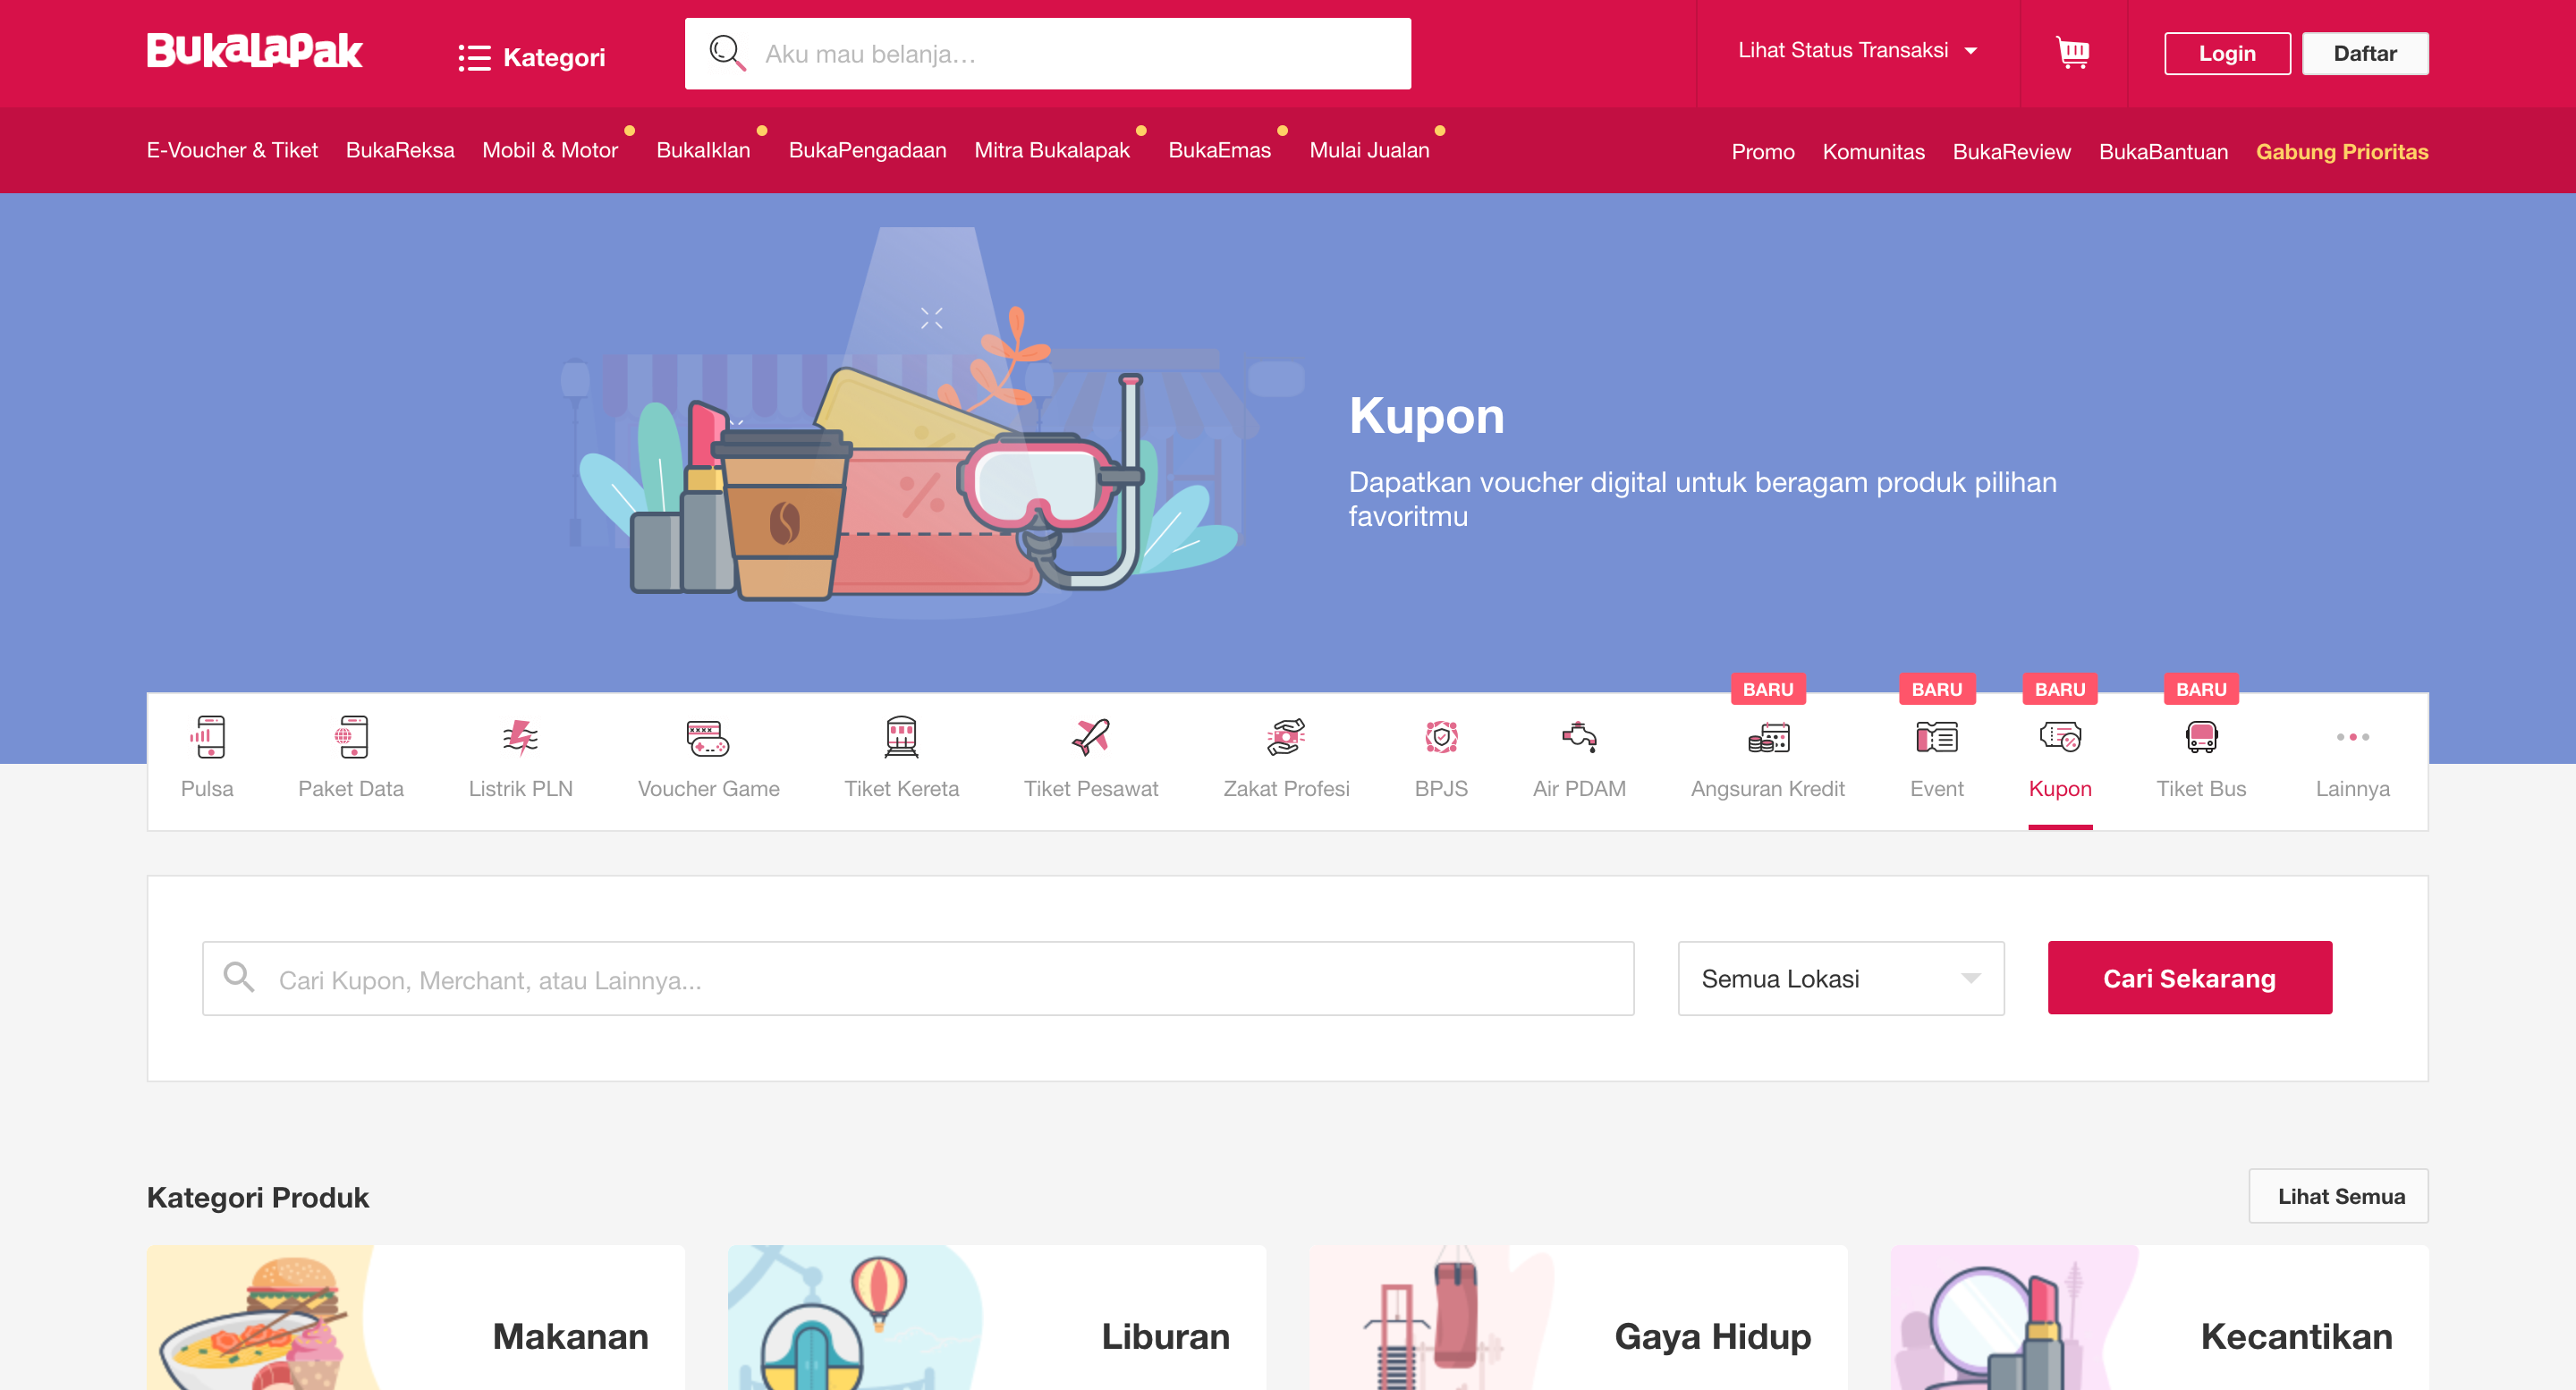 Bukalapak
Kategori
Aku mau belanja...
Lihat Status Transaksi
Login
Daftar
E-Voucher & Tiket
BukaReksa
Mobil & Motor
BukaIklan
BukaPengadaan
Mitra Bukalapak
BukaEmas
Mulai Jualan
Promo
Komunitas
BukaReview
BukaBantuan
Gabung Prioritas
Kupon
Dapatkan voucher digital untuk beragam produk pilihan
favoritmu
BARU
BARU
BARU
BARU
Pulsa
Paket Data
Listrik PLN
Voucher Game
Tiket Kereta
Tiket Pesawat
Zakat Profesi
BPJS
Air PDAM
Angsuran Kredit
Event
Kupon
Tiket Bus
Lainnya
Cari Kupon, Merchant, atau Lainnya...
Semua Lokasi
Cari Sekarang
Kategori Produk
Lihat Semua
Makanan
Liburan
Gaya Hidup
Kecantikan